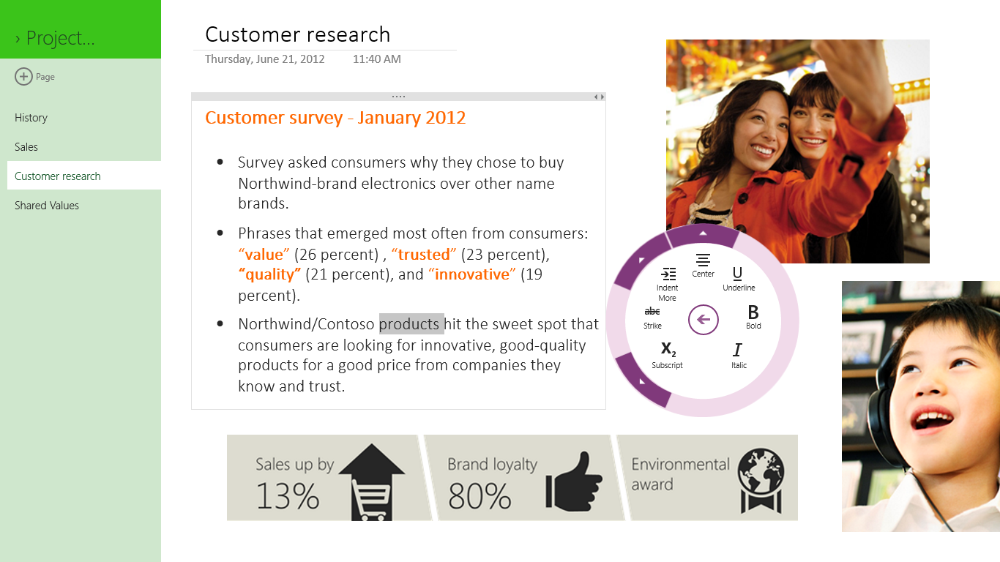 › Project...
Page
History
Sales
Customer research
Shared Values
Customer research
Thursday, June 21, 2012 11:40 AM
Customer survey - January 2012
• Survey asked consumers why they chose to buy
Northwind-brand electronics over other name
brands.
• Phrases that emerged most often from consumers:
“value” (26 percent) , “trusted” (23 percent),
“quality” (21 percent), and “innovative” (19
percent).
• Northwind/Contoso products hit the sweet spot that
consumers are looking for innovative, good-quality
products for a good price from companies they
know and trust.
Center
Underline
U
Indent
More
abc
Strike
B
Bold
X2
Subscript
I
Italic
Sales up by
13%
Brand loyalty
80%
Environmental
award